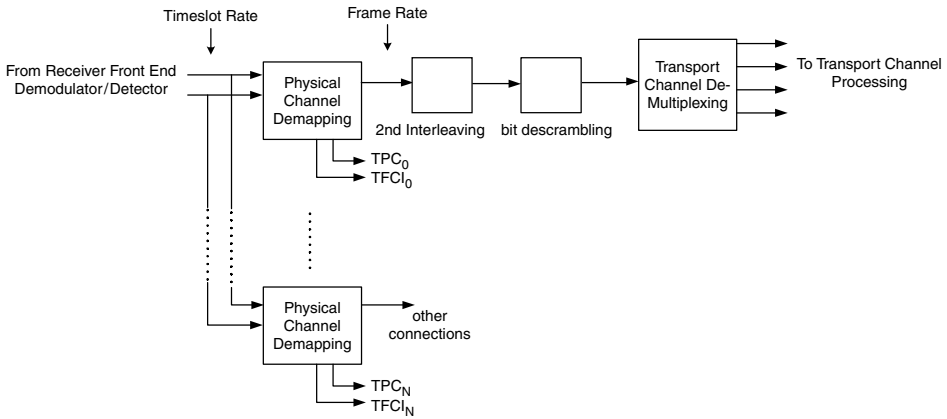 Timeslot Rate
Frame Rate
From Receiver Front End
Demodulator/Detector
Physical
Channel
Demapping
2nd Interleaving
bit descrambling
Transport
Channel De-
Multiplexing
To Transport Channel
Processing
TPC0
TFCI0
Physical
Channel
Demapping
other
connections
TPCN
TFCIN